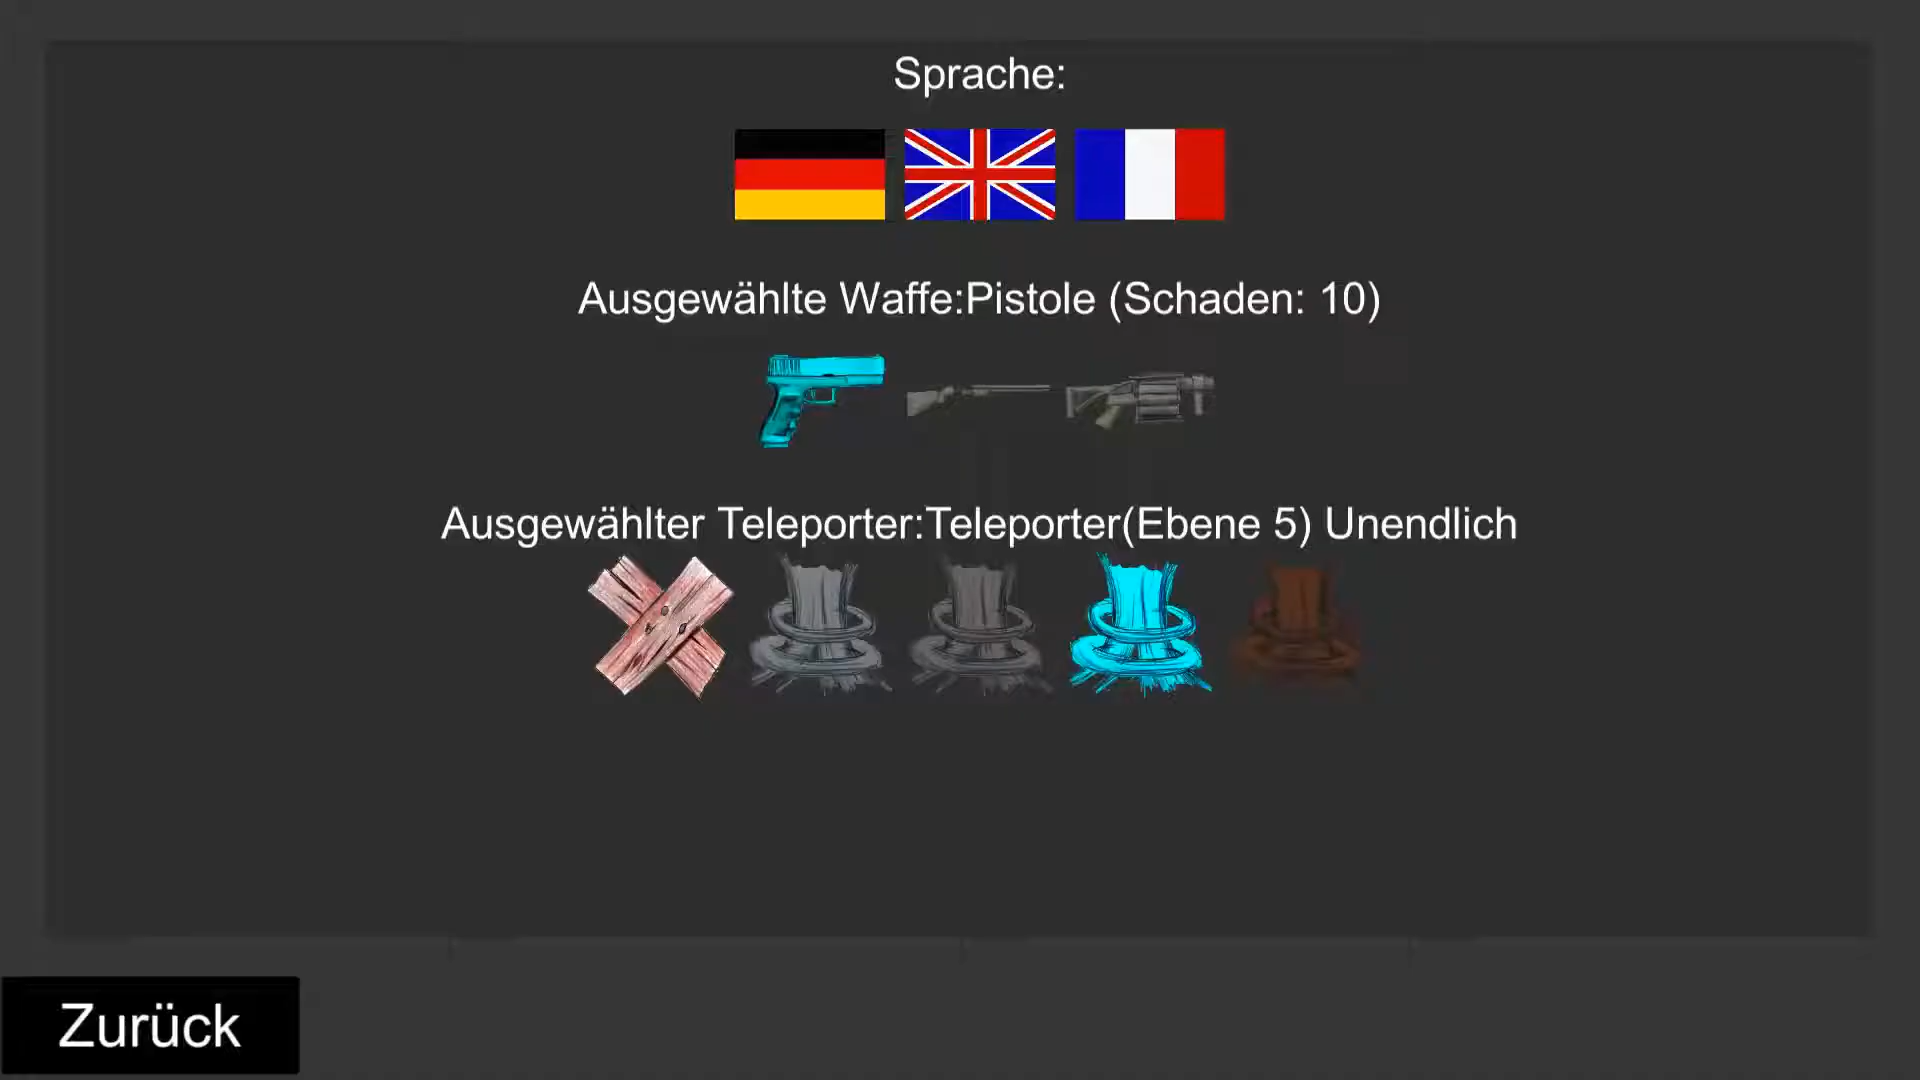 Sprache:
Ausgewählte Waffe:Pistole (Schaden: 10)
Ausgewählter Teleporter:Teleporter(Ebene 5) Unendlich
Zurück